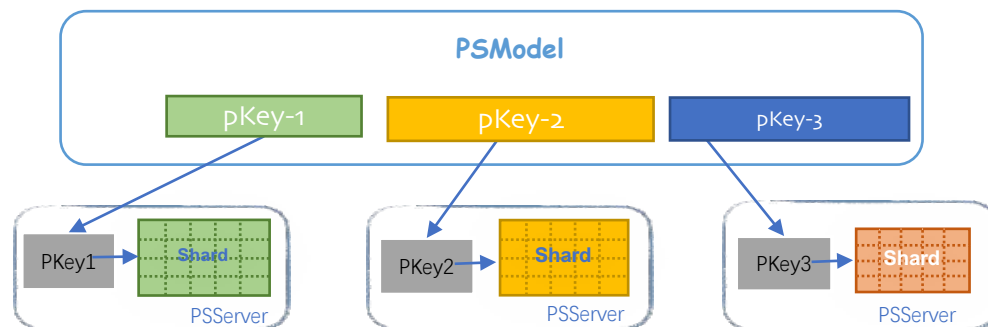 PSModel
pKey-1
pKey-2
pKey-3
PKey1
Shard
PSServer
PKey2
Shard
PSServer
PKey3
Shard
PSServer